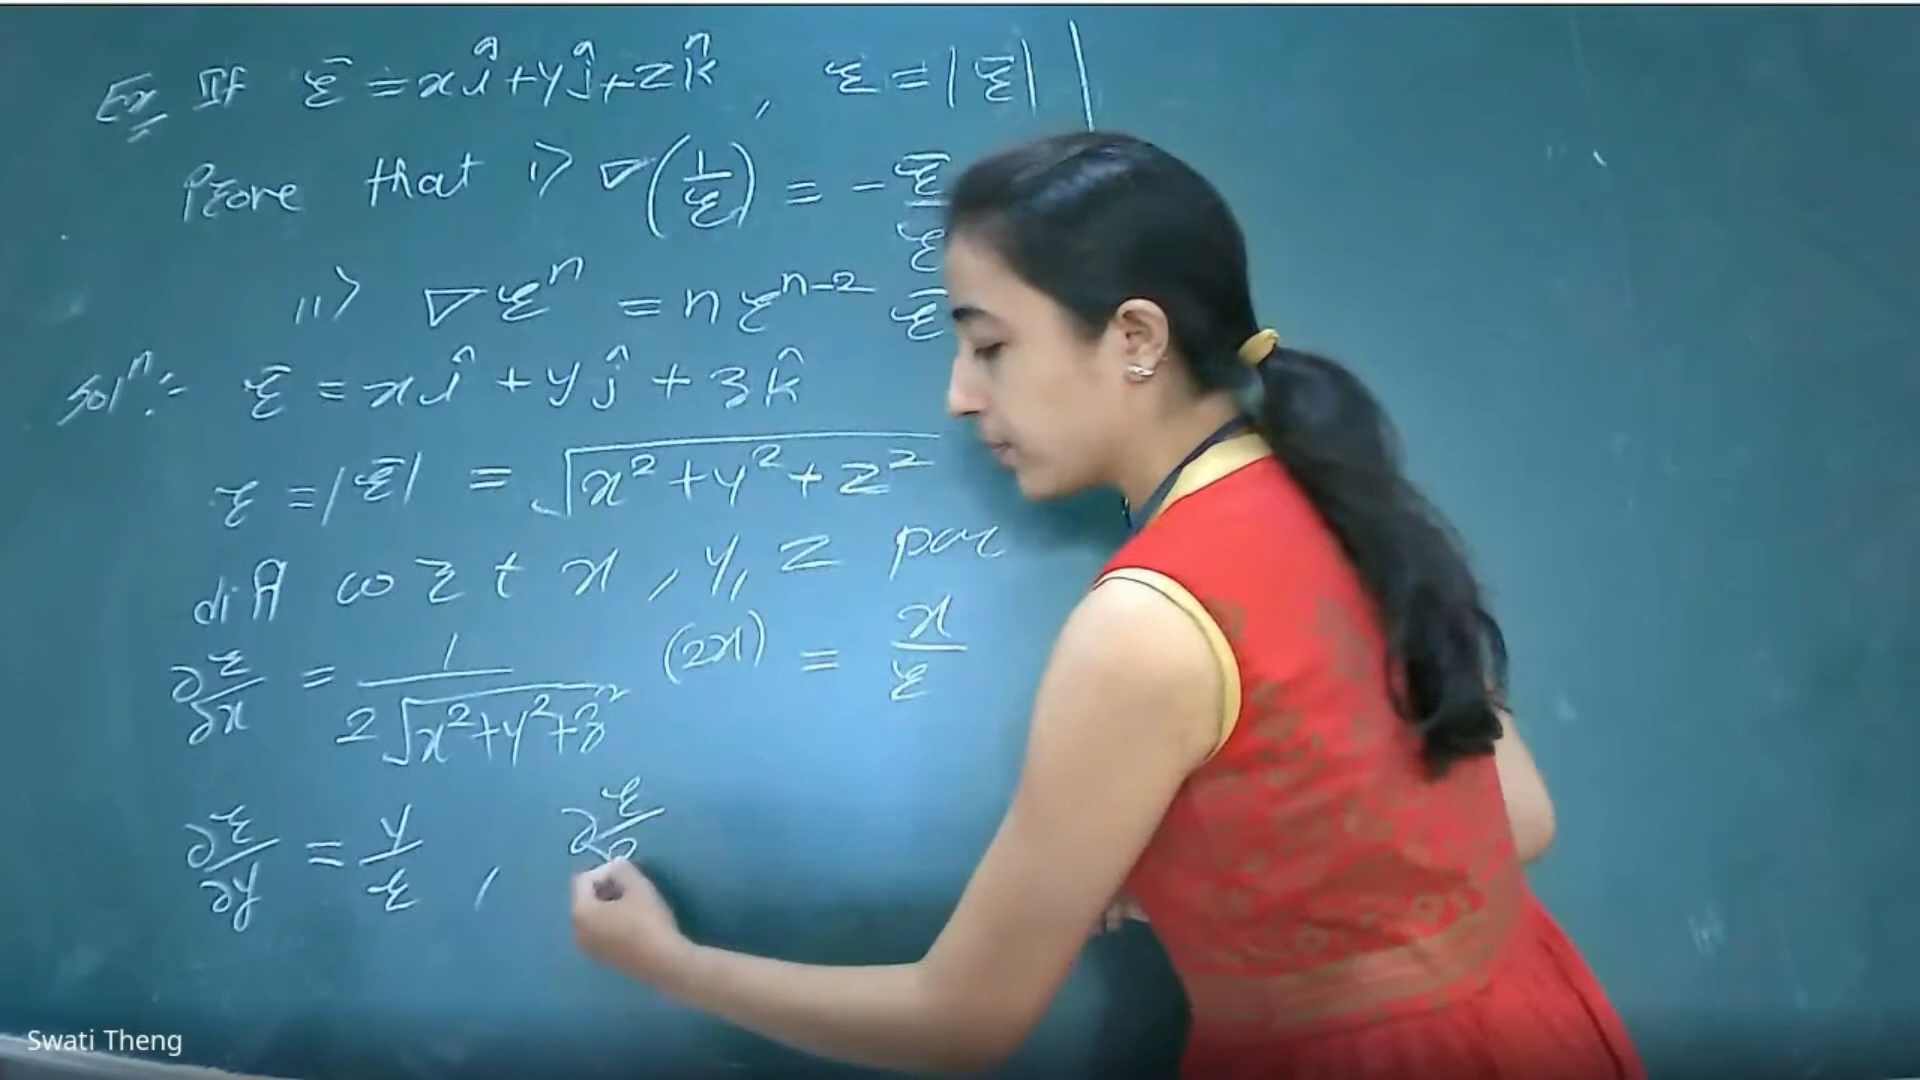 Ex If r̄ = xî + yĵ + zk̂ , r = |r̄|
Prove that i> ∇(1/r) = - r̄/r
ii> ∇rⁿ = n rⁿ⁻² r̄
Solⁿ:- r̄ = xî + yĵ + zk̂
r = |r̄| = √(x² + y² + z²)
diff w r t x, y, z par
∂r/∂x = 1/(2√(x²+y²+z²)) (2x) = x/r
∂r/∂y = y/r , ∂r/∂
Swati Theng